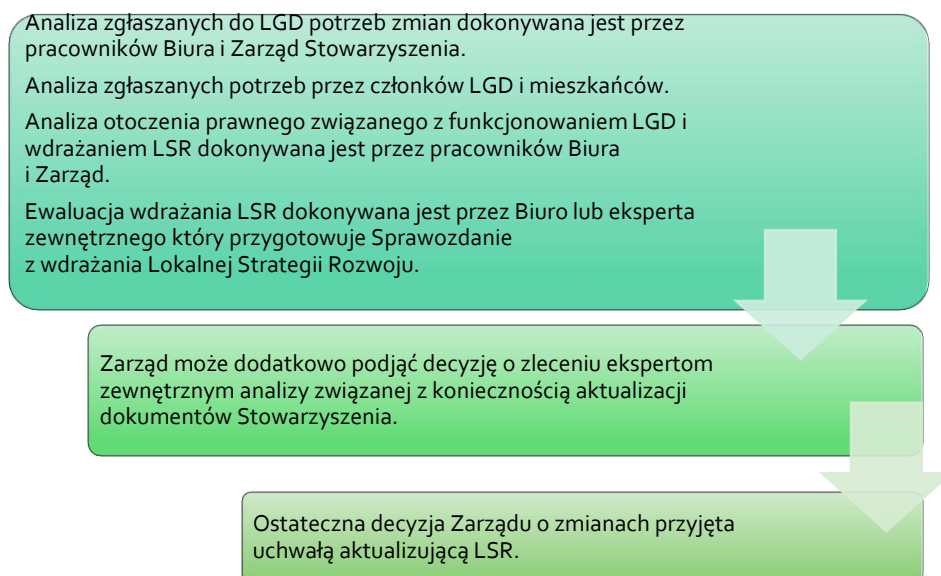 Analiza zgłaszanych do LGD potrzeb zmian dokonywana jest przez
pracowników Biura i Zarząd Stowarzyszenia.
Analiza zgłaszanych potrzeb przez członków LGD i mieszkańców.
Analiza otoczenia prawnego związanego z funkcjonowaniem LGD i
wdrażaniem LSR dokonywana jest przez pracowników Biura
i Zarząd.
Ewaluacja wdrażania LSR dokonywana jest przez Biuro lub eksperta
zewnętrznego który przygotowuje Sprawozdanie
z wdrażania Lokalnej Strategii Rozwoju.
Zarząd może dodatkowo podjąć decyzję o zleceniu ekspertom
zewnętrznym analizy związanej z koniecznością aktualizacji
dokumentów Stowarzyszenia.
Ostateczna decyzja Zarządu o zmianach przyjęta
uchwałą aktualizującą LSR.